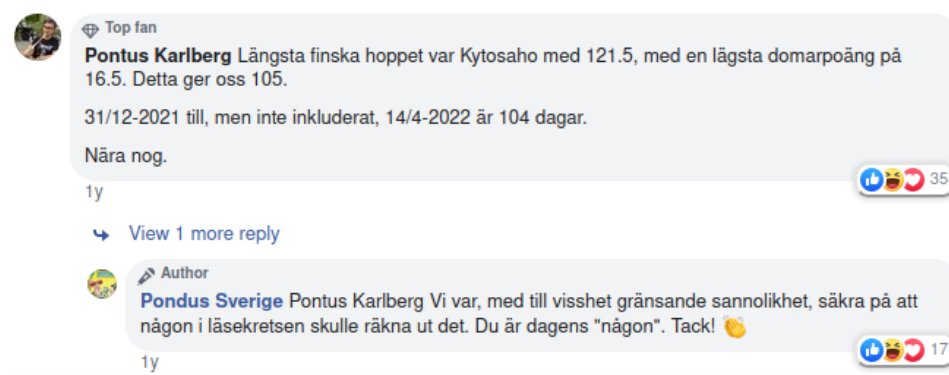 Top fan
Pontus Karlberg Längsta finska hoppet var Kytosaho med 121.5, med en lägsta domarpoäng på
16.5. Detta ger oss 105.
31/12-2021 till, men inte inkluderat, 14/4-2022 är 104 dagar.
Nära nog.
35
1y
View 1 more reply
Author
Pondus Sverige Pontus Karlberg Vi var, med till visshet gränsande sannolikhet, säkra på att
någon i läsekretsen skulle räkna ut det. Du är dagens "någon". Tack! 👏
17
1y